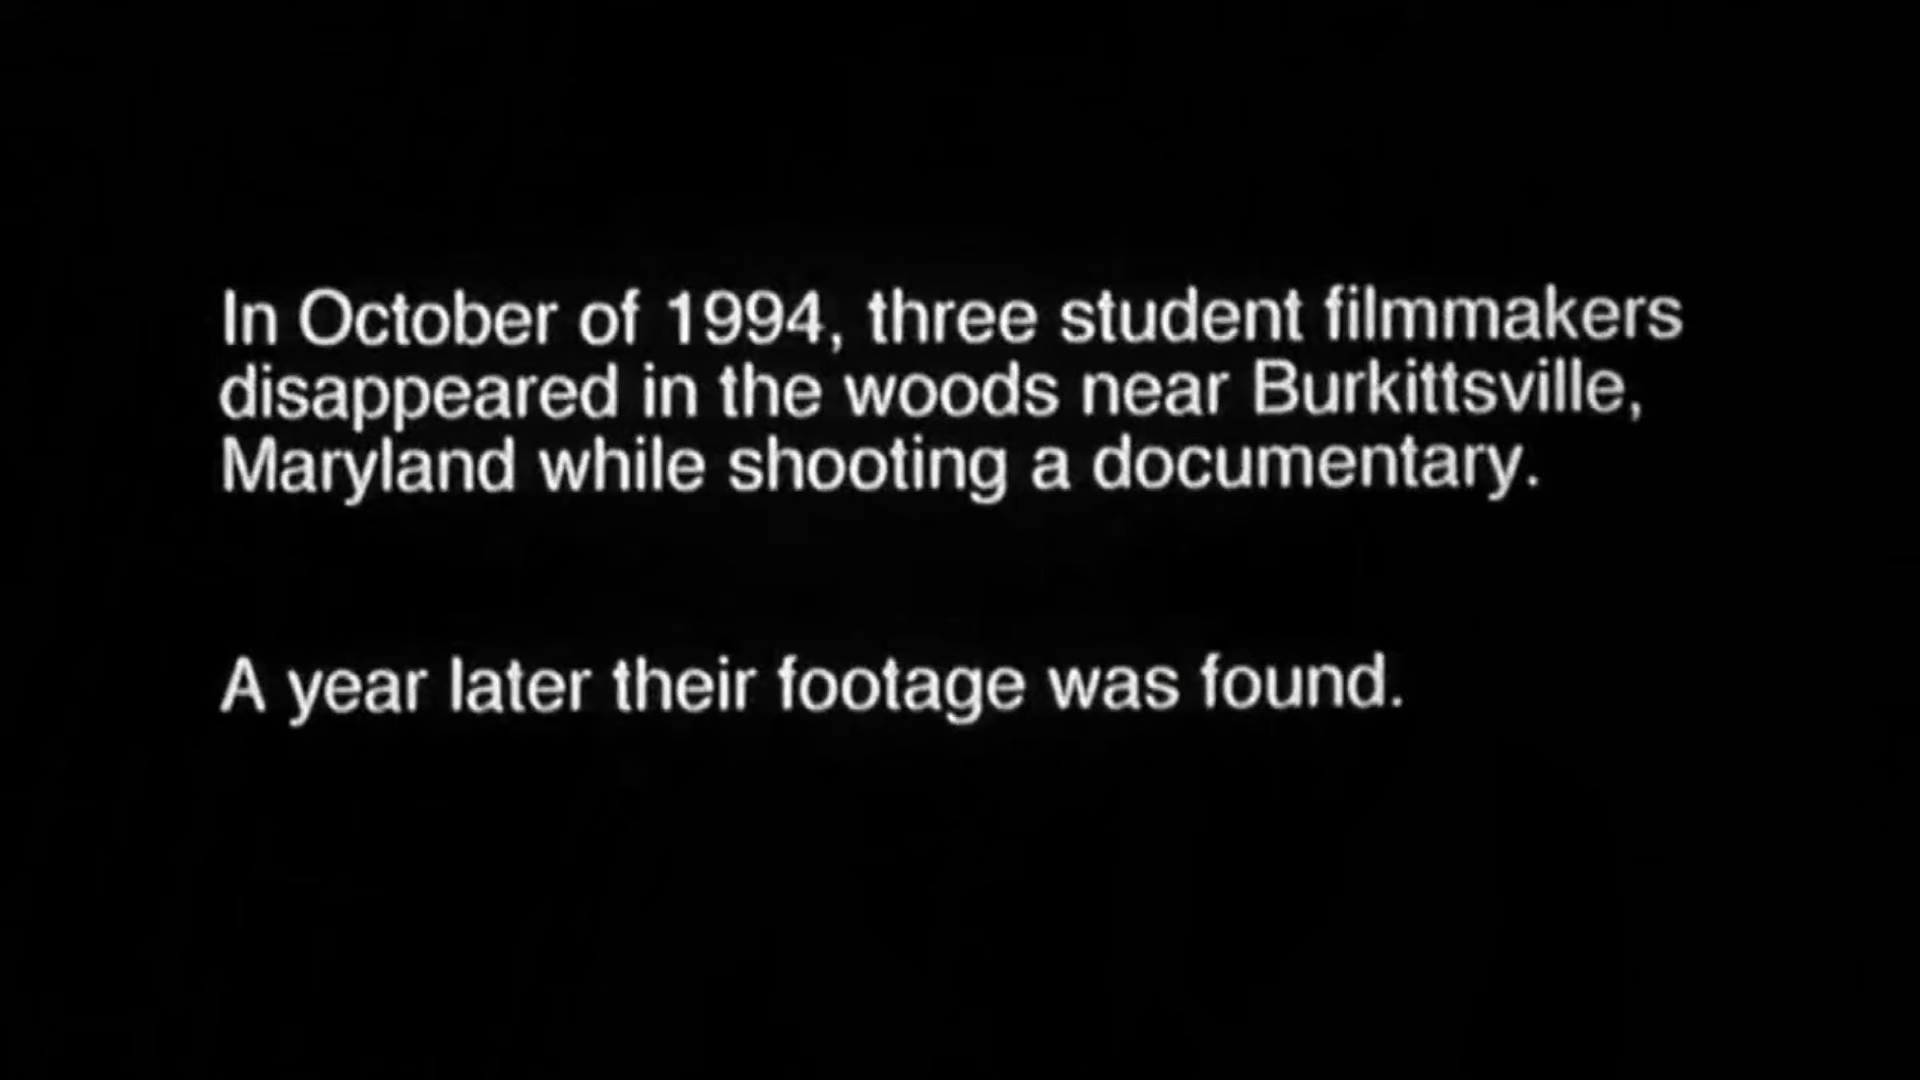 In October of 1994, three student filmmakers
disappeared in the woods near Burkittsville,
Maryland while shooting a documentary.
A year later their footage was found.